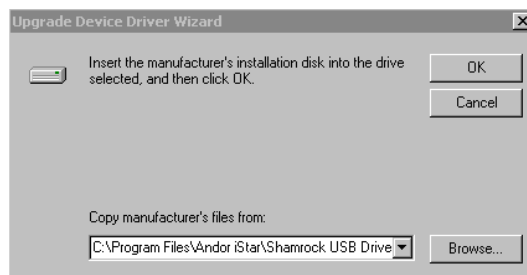 Upgrade Device Driver Wizard
Insert the manufacturer's installation disk into the drive
selected, and then click OK.
OK
Cancel
Copy manufacturer's files from:
C:\Program Files\Andor iStar\Shamrock USB Drive
Browse...